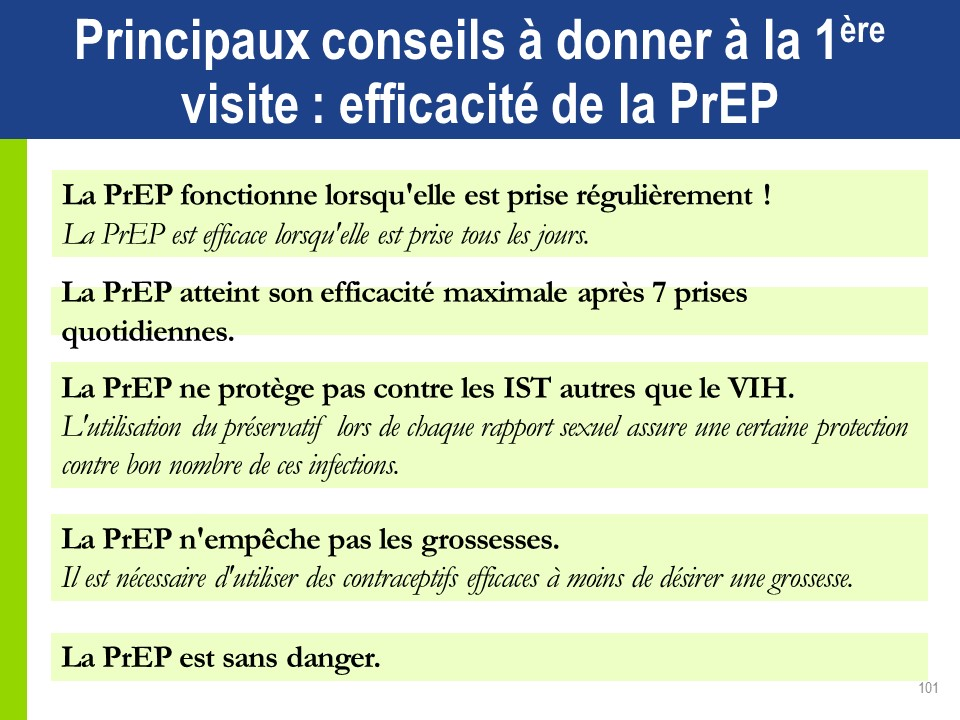 Principaux conseils à donner à la 1ère
visite : efficacité de la PrEP
La PrEP fonctionne lorsqu'elle est prise régulièrement !
La PrEP est efficace lorsqu'elle est prise tous les jours.
La PrEP atteint son efficacité maximale après 7 prises
quotidiennes.
La PrEP ne protège pas contre les IST autres que le VIH.
L'utilisation du préservatif lors de chaque rapport sexuel assure une certaine protection
contre bon nombre de ces infections.
La PrEP n'empêche pas les grossesses.
Il est nécessaire d'utiliser des contraceptifs efficaces à moins de désirer une grossesse.
La PrEP est sans danger.
101